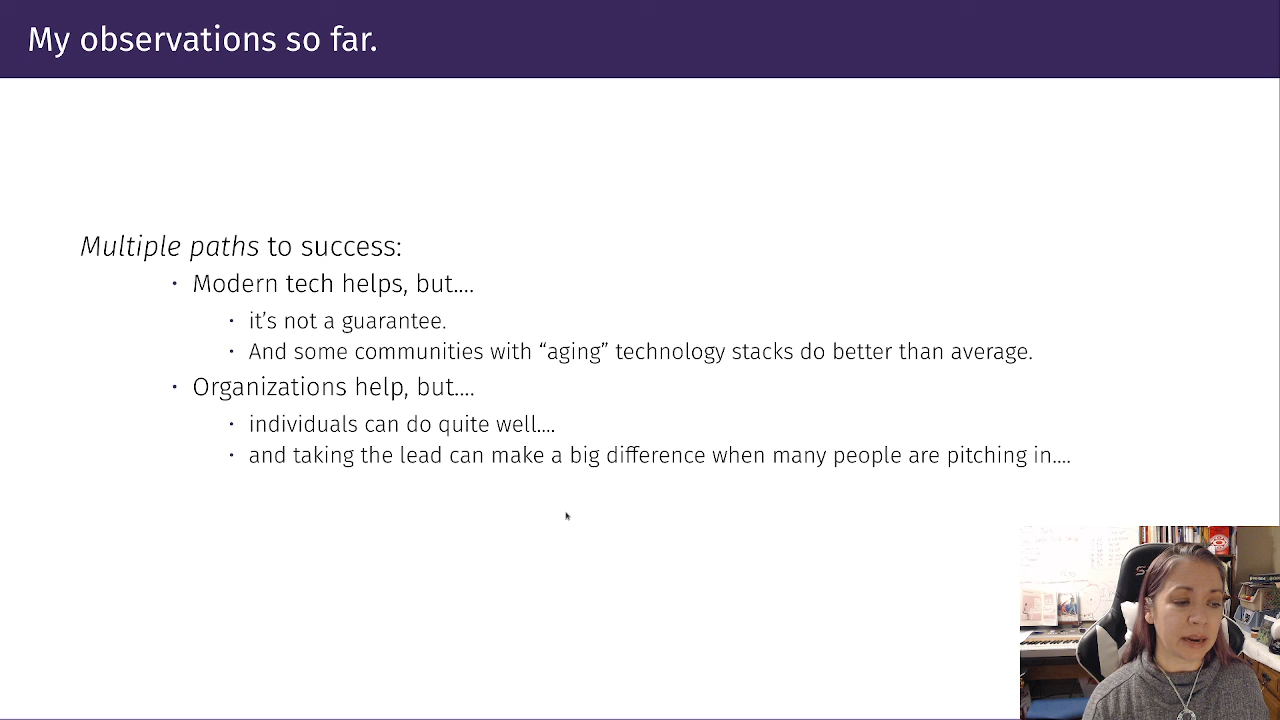 My observations so far.
Multiple paths to success:
• Modern tech helps, but....
• it’s not a guarantee.
• And some communities with “aging” technology stacks do better than average.
• Organizations help, but....
• individuals can do quite well....
• and taking the lead can make a big difference when many people are pitching in....